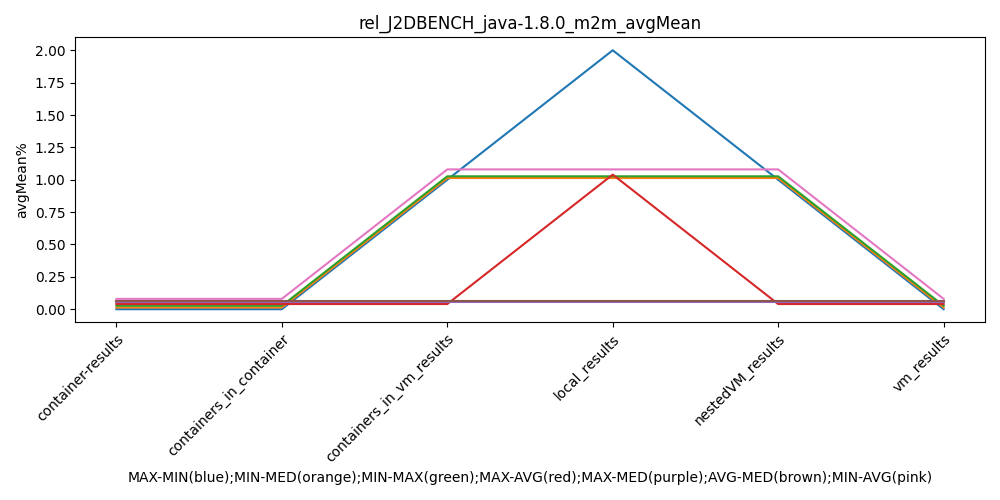 rel_J2DBENCH_java-1.8.0_m2m_avgMean
avgMean%
2.00
1.75
1.50
1.25
1.00
0.75
0.50
0.25
0.00
container-results
containers_in_container
containers_in_vm_results
local_results
nestedVM_results
vm_results
MAX-MIN(blue);MIN-MED(orange);MIN-MAX(green);MAX-AVG(red);MAX-MED(purple);AVG-MED(brown);MIN-AVG(pink)